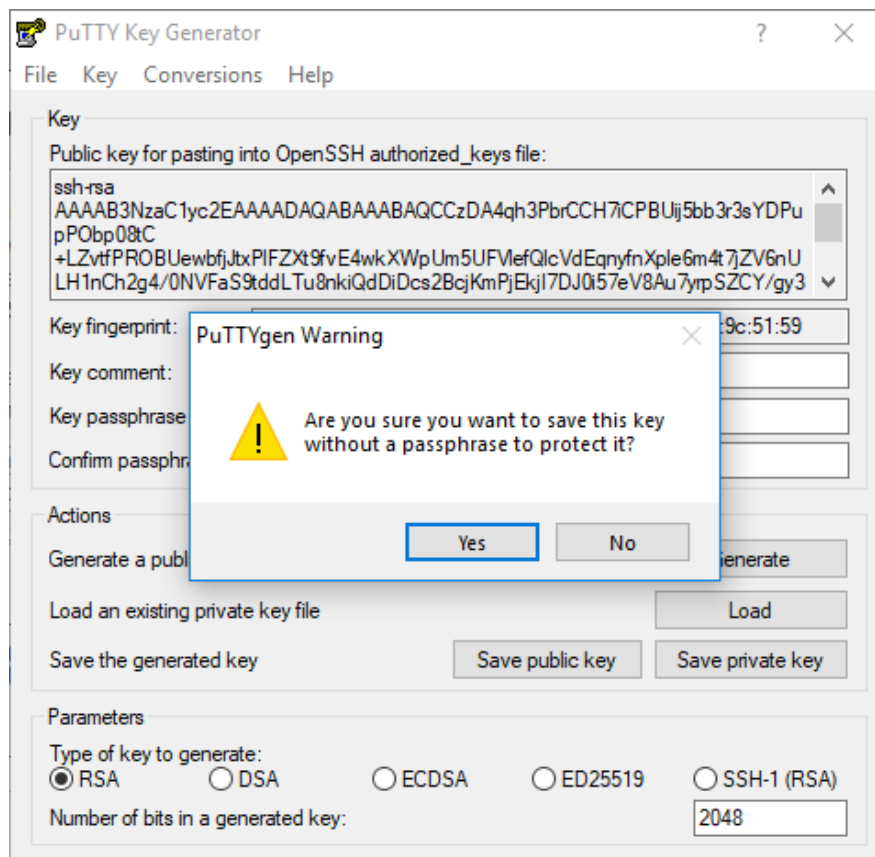 PuTTY Key Generator
?
File Key Conversions Help
Key
Public key for pasting into OpenSSH authorized_keys file:
ssh-rsa
AAAAB3NzaC1yc2EAAAADAQABAAABAQCCzDA4qh3PbrCCH7iCPBUij5bb3r3sYDPu
pPObp08tC
+LZvtfPROBUewbfjJtxPIFZXt9fvE4wkXWpUm5UFVlefQlcVdEqnyfnXple6m4t7jZV6nU
LH1nCh2g4/0NVFaS9tddLTu8nkiQdDiDcs2BcjKmPjEkjI7DJ0i57eV8Au7yrpSZCY/gy3
Key fingerprint: :9c:51:59
PuTTYgen Warning
Key comment:
Are you sure you want to save this key
without a passphrase to protect it?
Key passphrase
Confirm passphr
Yes No
Actions
Generate a publ enerate
Load an existing private key file Load
Save the generated key Save public key Save private key
Parameters
Type of key to generate:
RSA DSA ECDSA ED25519 SSH-1 (RSA)
Number of bits in a generated key: 2048